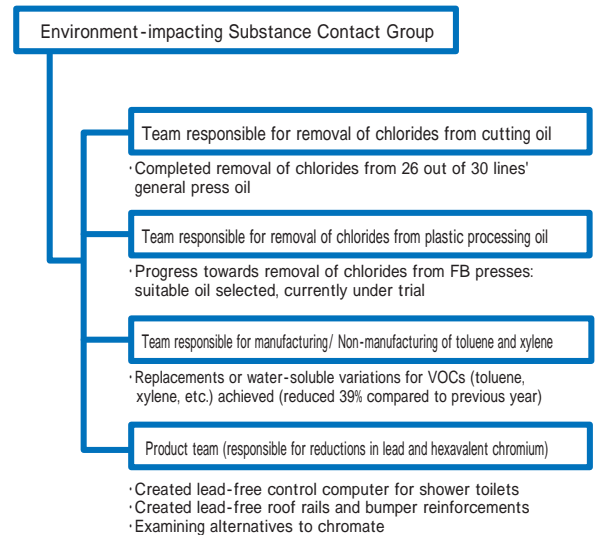 Environment-impacting Substance Contact Group
Team responsible for removal of chlorides from cutting oil
·Completed removal of chlorides from 26 out of 30 lines'
general press oil
Team responsible for removal of chlorides from plastic processing oil
·Progress towards removal of chlorides from FB presses:
suitable oil selected, currently under trial
Team responsible for manufacturing/ Non-manufacturing of toluene and xylene
·Replacements or water-soluble variations for VOCs (toluene,
xylene, etc.) achieved (reduced 39% compared to previous year)
Product team (responsible for reductions in lead and hexavalent chromium)
·Created lead-free control computer for shower toilets
·Created lead-free roof rails and bumper reinforcements
·Examining alternatives to chromate